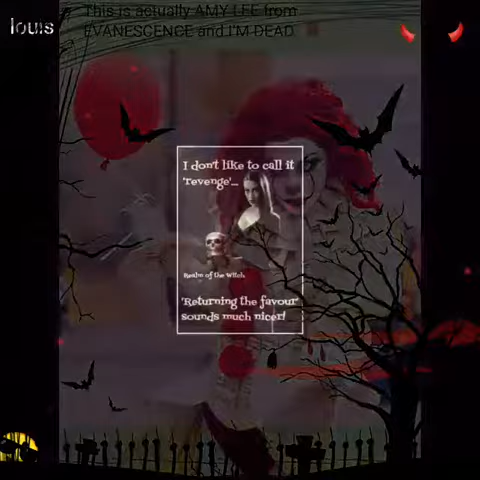 This is actually AMY LEE from
EVANESCENCE and I'M DEAD
louis
I don't like to call it
'revenge'...
Realm of the Witch
'Returning the favour'
sounds much nicer!